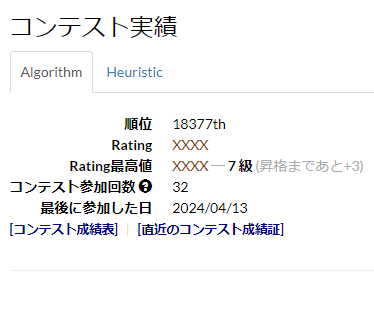 コンテスト実績
Algorithm Heuristic
順位 18377th
Rating XXXX
Rating最高値 XXXX ― 7 級 (昇格まであと+3)
コンテスト参加回数 ? 32
最後に参加した日 2024/04/13
[コンテスト成績表] | [直近のコンテスト成績証]